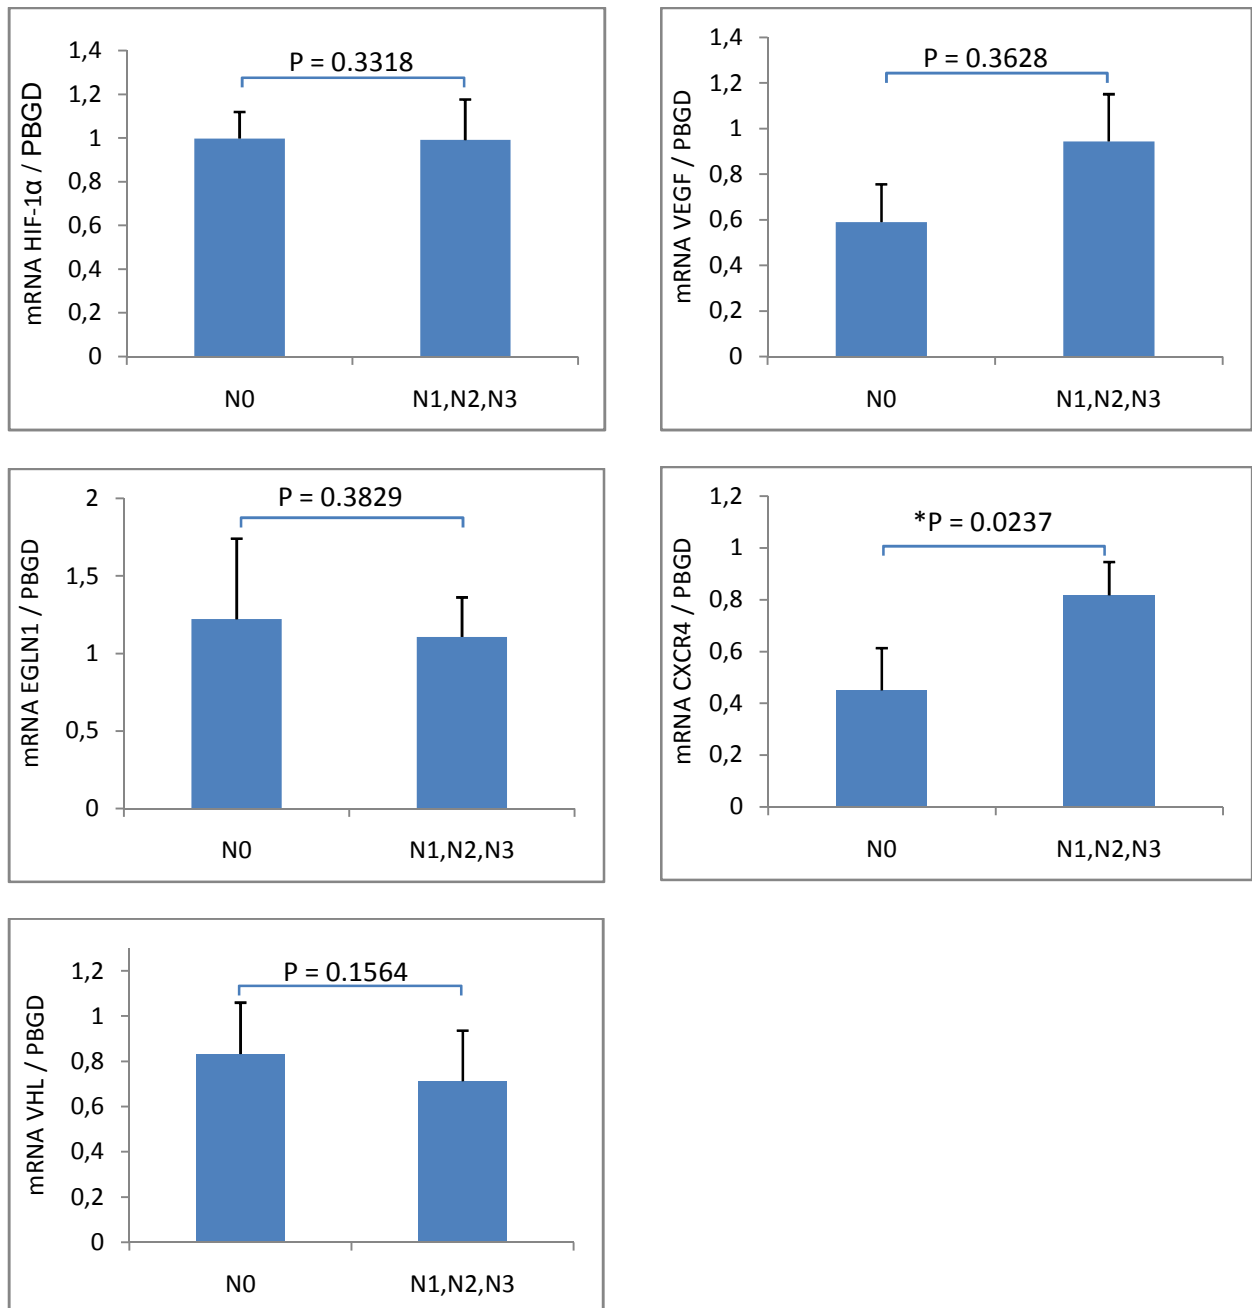 mRNA HIF-1α / PBGD
1,4
1,2
1
0,8
0,6
0,4
0,2
0
P = 0.3318
N0
N1,N2,N3
mRNA VEGF / PBGD
1,4
1,2
1
0,8
0,6
0,4
0,2
0
P = 0.3628
N0
N1,N2,N3
mRNA EGLN1 / PBGD
2
1,5
1
0,5
0
P = 0.3829
N0
N1,N2,N3
mRNA CXCR4 / PBGD
1,2
1
0,8
0,6
0,4
0,2
0
*P = 0.0237
N0
N1,N2,N3
mRNA VHL / PBGD
1,2
1
0,8
0,6
0,4
0,2
0
P = 0.1564
N0
N1,N2,N3